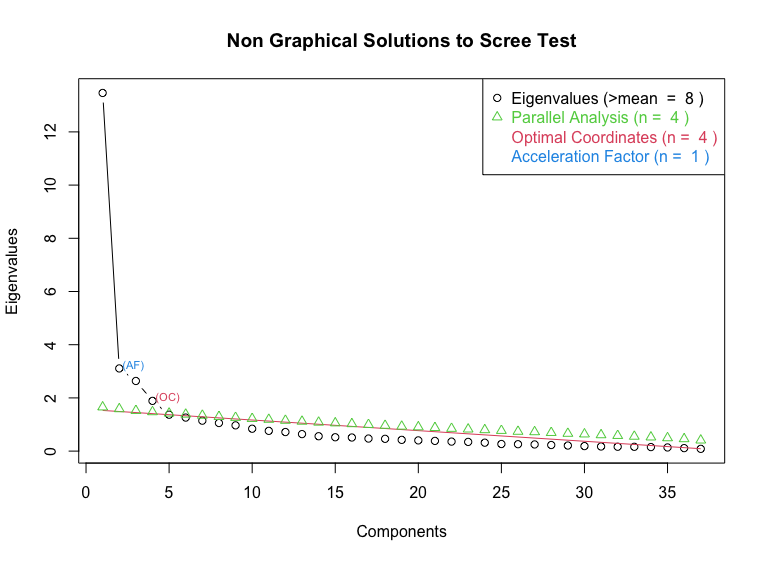 Non Graphical Solutions to Scree Test
Eigenvalues (>mean = 8 )
Parallel Analysis (n = 4 )
Optimal Coordinates (n = 4 )
Acceleration Factor (n = 1 )
12
10
8
6
4
2
0
Eigenvalues
(AF)
(OC)
0 5 10 15 20 25 30 35
Components